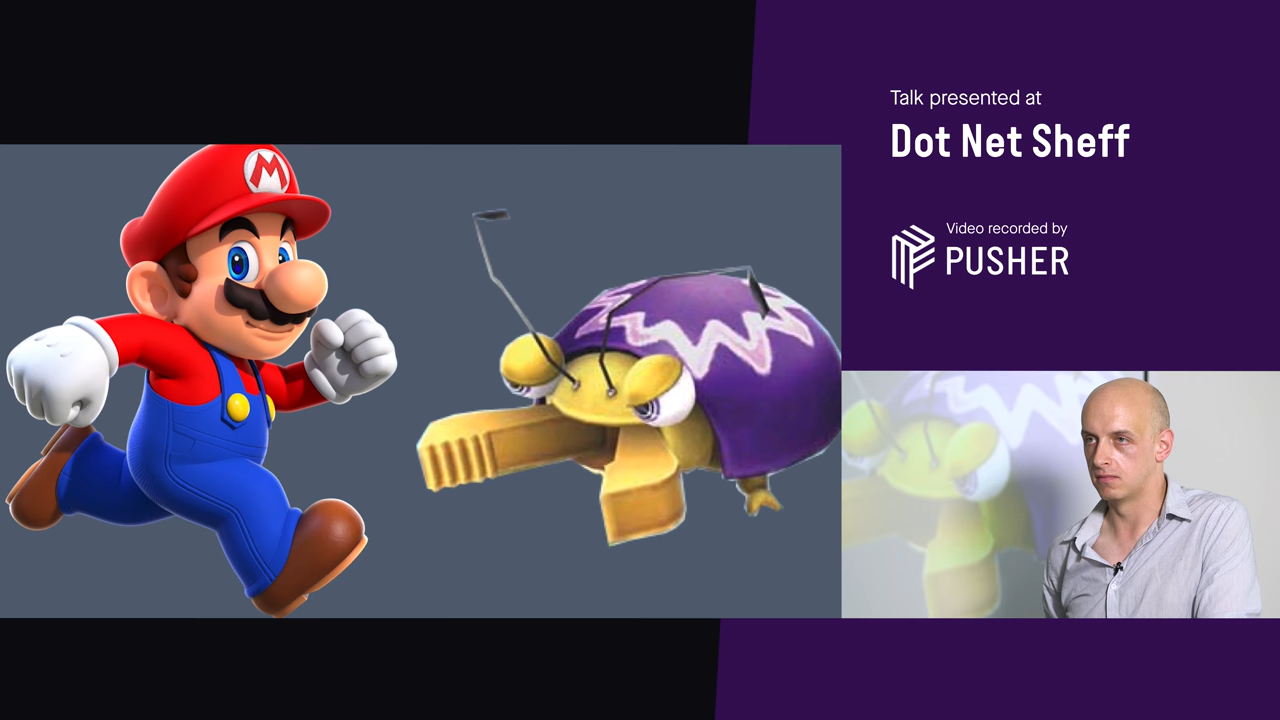 M
Talk presented at
Dot Net Sheff
Video recorded by
PUSHER